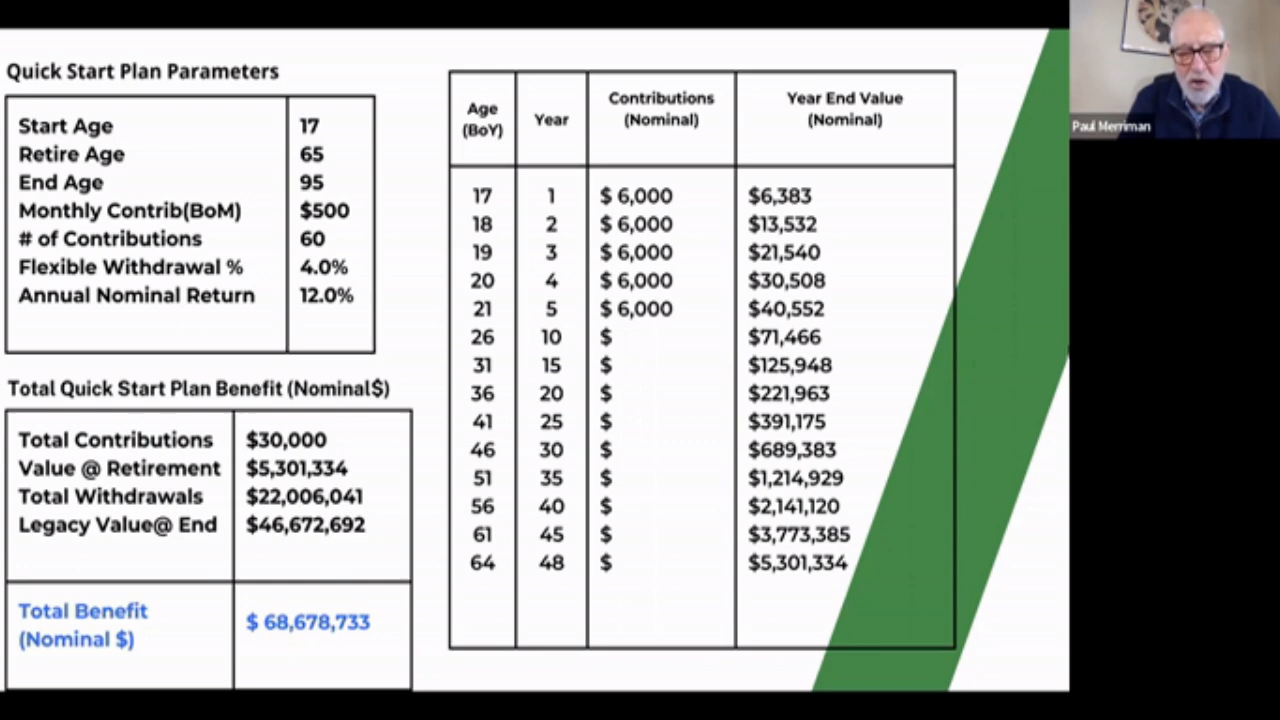 Quick Start Plan Parameters
Start Age 17
Retire Age 65
End Age 95
Monthly Contrib(BoM) $500
# of Contributions 60
Flexible Withdrawal % 4.0%
Annual Nominal Return 12.0%
Total Quick Start Plan Benefit (Nominal$)
Total Contributions $30,000
Value @ Retirement $5,301,334
Total Withdrawals $22,006,041
Legacy Value@ End $46,672,692
Total Benefit
(Nominal $) $ 68,678,733
Age (BoY) Year Contributions (Nominal) Year End Value (Nominal)
17 1 $ 6,000 $6,383
18 2 $ 6,000 $13,532
19 3 $ 6,000 $21,540
20 4 $ 6,000 $30,508
21 5 $ 6,000 $40,552
26 10 $ $71,466
31 15 $ $125,948
36 20 $ $221,963
41 25 $ $391,175
46 30 $ $689,383
51 35 $ $1,214,929
56 40 $ $2,141,120
61 45 $ $3,773,385
64 48 $ $5,301,334
Paul Merriman